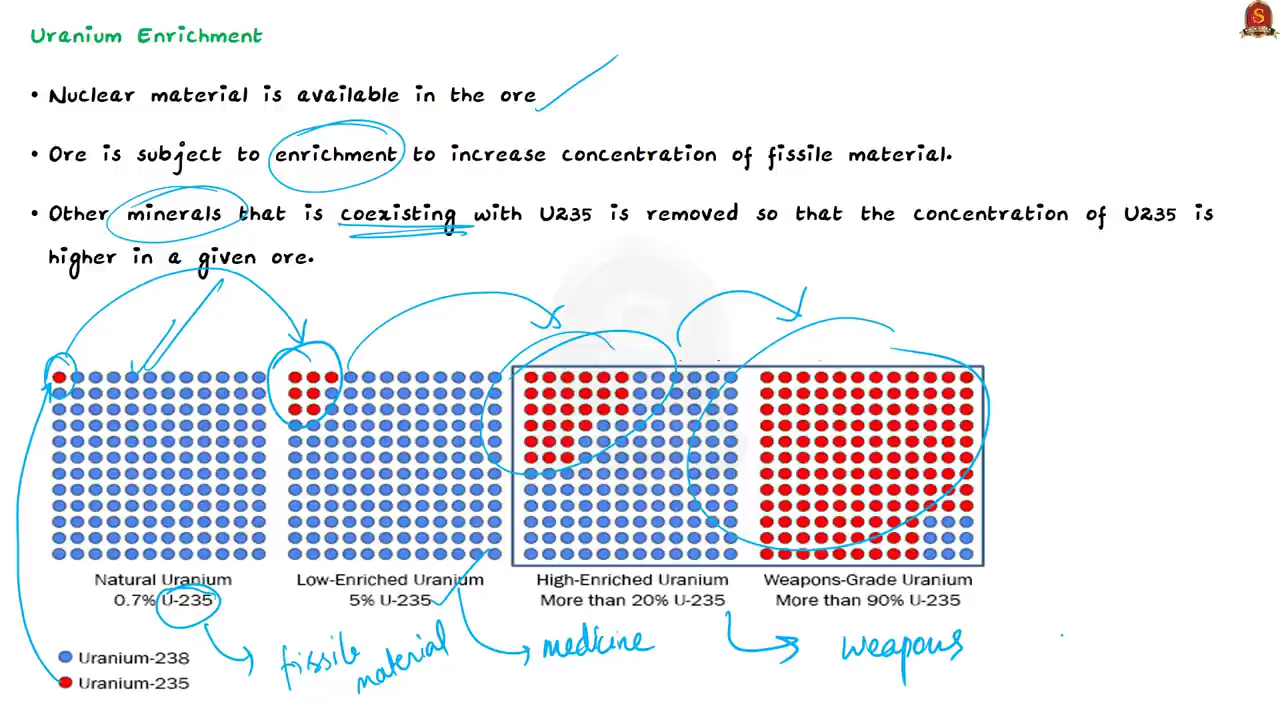 Uranium Enrichment
• Nuclear material is available in the ore
• Ore is subject to enrichment to increase concentration of fissile material.
• Other minerals that is coexisting with U235 is removed so that the concentration of U235 is
higher in a given ore.
Natural Uranium
0.7% U-235
Low-Enriched Uranium
5% U-235
High-Enriched Uranium
More than 20% U-235
Weapons-Grade Uranium
More than 90% U-235
fissile
material
medicine
weapons
Uranium-238
Uranium-235
S